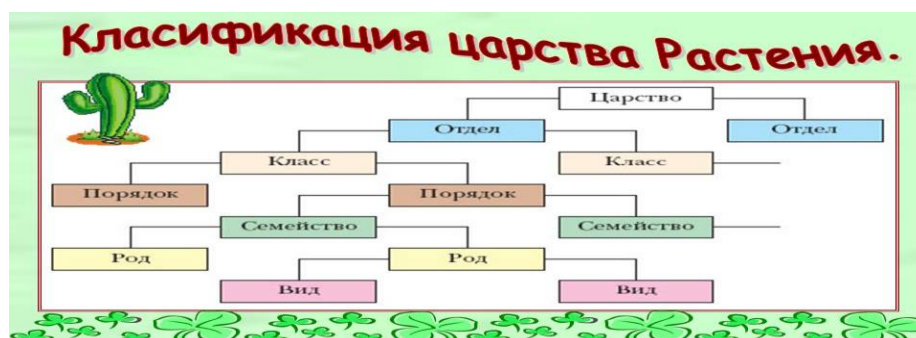 Класификация царства Растения.
Царство
Отдел Отдел
Класс Класс
Порядок Порядок
Семейство Семейство
Род Род
Вид Вид